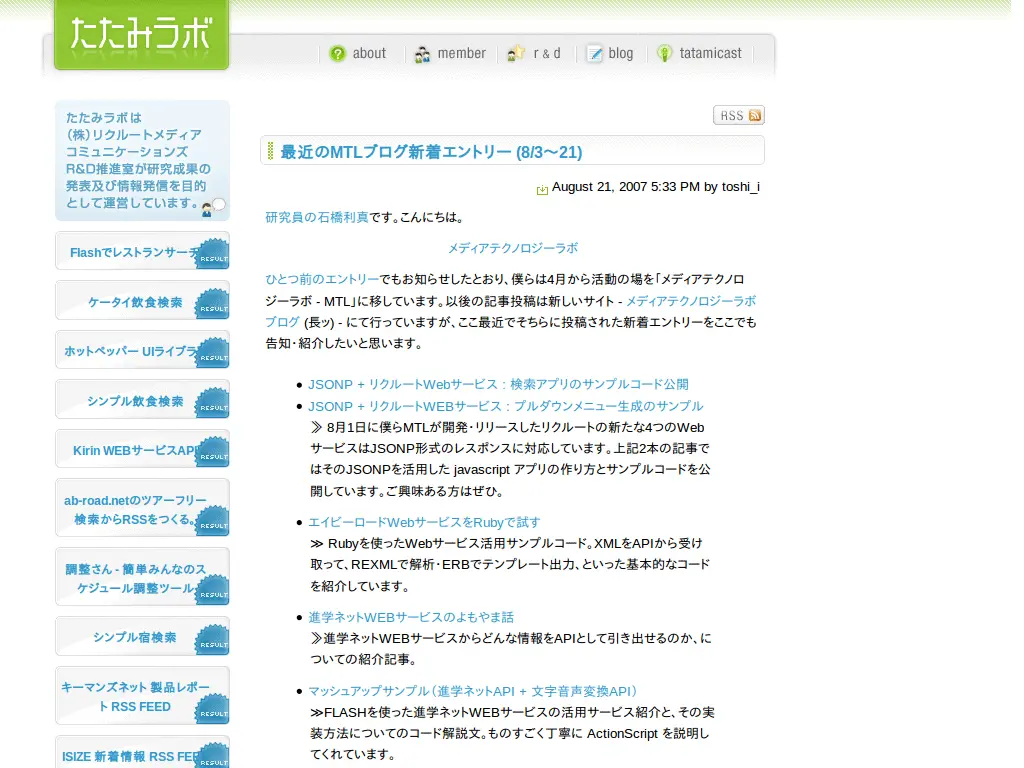 たたみラボ
about
member
r & d
blog
tatamicast
たたみラボは
（株）リクルートメディア
コミュニケーションズ
R&D推進室が研究成果の
発表及び情報発信を目的
として運営しています。
Flashでレストランサーチ
RESULT
ケータイ飲食検索
RESULT
ホットペッパー UIライブラ
RESULT
シンプル飲食検索
RESULT
Kirin WEBサービスAPI
RESULT
ab-road.netのツアーフリー
検索からRSSをつくる。
RESULT
調整さん - 簡単みんなのス
ケジュール調整ツール
RESULT
シンプル宿検索
RESULT
キーマンズネット 製品レポー
ト RSS FEED
RESULT
ISIZE 新着情報 RSS FEE
RESULT
RSS
最近のMTLブログ新着エントリー (8/3〜21)
August 21, 2007 5:33 PM by toshi_i
研究員の石橋利真です。こんにちは。
メディアテクノロジーラボ
ひとつ前のエントリーでもお知らせしたとおり、僕らは4月から活動の場を「メディアテクノロ
ジーラボ - MTL」に移しています。以後の記事投稿は新しいサイト - メディアテクノロジーラボ
ブログ (長ッ) - にて行っていますが、ここ最近でそちらに投稿された新着エントリーをここでも
告知・紹介したいと思います。
● JSONP + リクルートWebサービス : 検索アプリのサンプルコード公開
● JSONP + リクルートWEBサービス : プルダウンメニュー生成のサンプル
≫ 8月1日に僕らMTLが開発・リリースしたリクルートの新たな4つのWeb
サービスはJSONP形式のレスポンスに対応しています。上記2本の記事で
はそのJSONPを活用した javascript アプリの作り方とサンプルコードを公
開しています。ご興味ある方はぜひ。
● エイビーロードWebサービスをRubyで試す
≫ Rubyを使ったWebサービス活用サンプルコード。XMLをAPIから受け
取って、REXMLで解析・ERBでテンプレート出力、といった基本的なコード
を紹介しています。
● 進学ネットWEBサービスのよもやま話
≫進学ネットWEBサービスからどんな情報をAPIとして引き出せるのか、に
ついての紹介記事。
● マッシュアップサンプル（進学ネットAPI + 文字音声変換API）
≫FLASHを使った進学ネットWEBサービスの活用サービス紹介と、その実
装方法についてのコード解説文。ものすごく丁寧に ActionScript を説明し
てくれています。